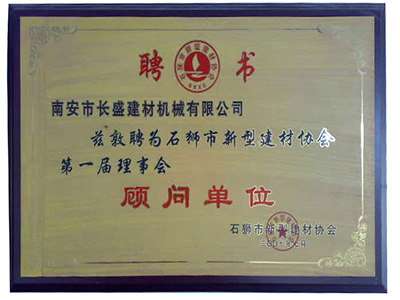 聘书
南安市长盛建材机械有限公司
兹敦聘为石狮市新型建材协会
第一届理事会
顾问单位
石狮市新型建材协会